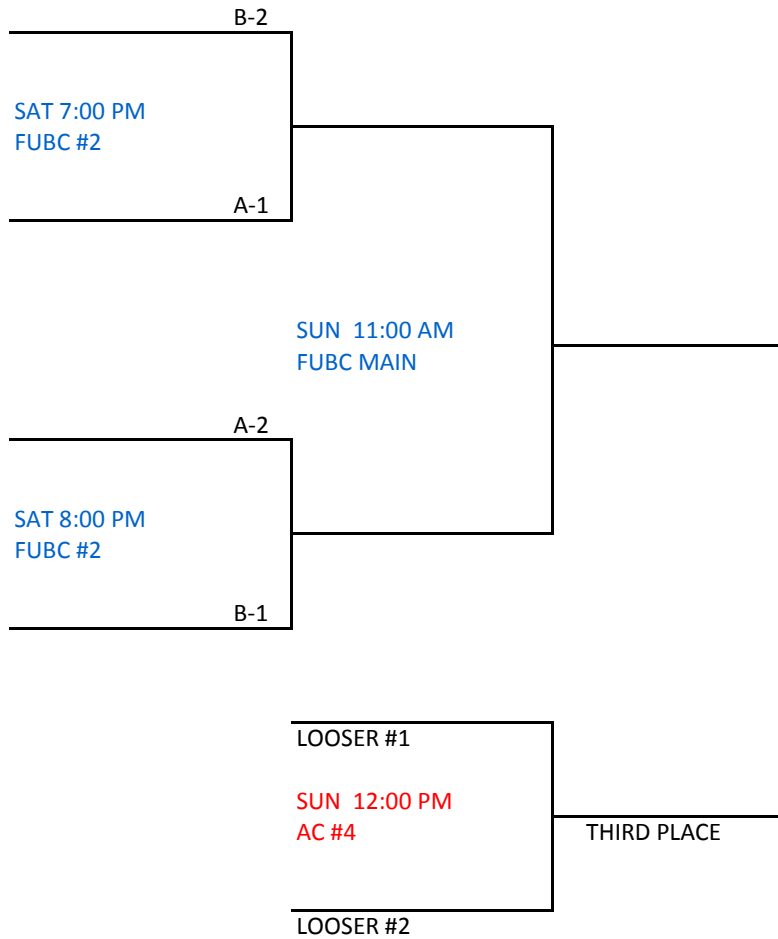 B-2
SAT 7:00 PM
FUBC #2
A-1
SUN  11:00 AM
FUBC MAIN
A-2
SAT 8:00 PM
FUBC #2
B-1
LOOSER #1
SUN  12:00 PM
AC #4
THIRD PLACE
LOOSER #2